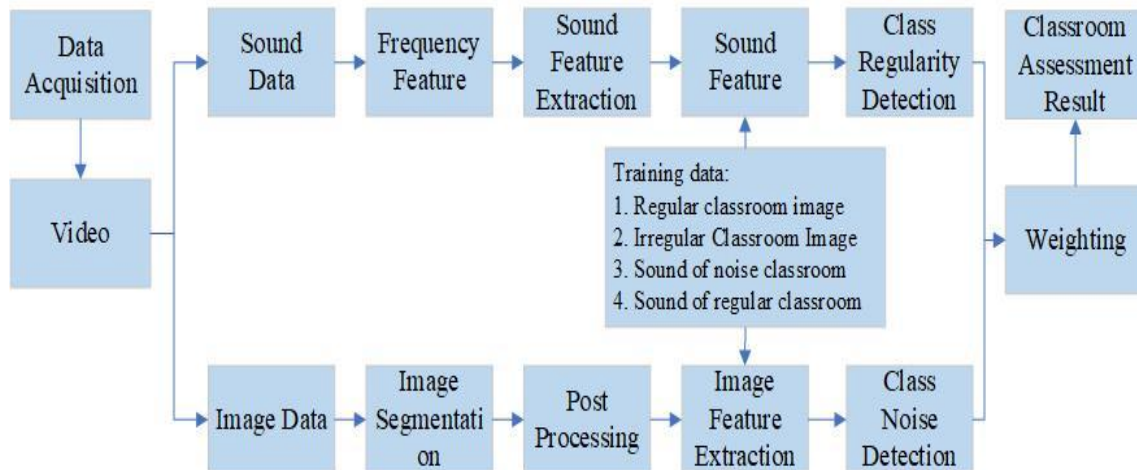 Data
Acquisition
Video
Sound
Data
Frequency
Feature
Sound
Feature
Extraction
Sound
Feature
Class
Regularity
Detection
Classroom
Assessment
Result
Training data:
1. Regular classroom image
2. Irregular Classroom Image
3. Sound of noise classroom
4. Sound of regular classroom
Weighting
Image Data
Image
Segmentati
on
Post
Processing
Image
Feature
Extraction
Class
Noise
Detection